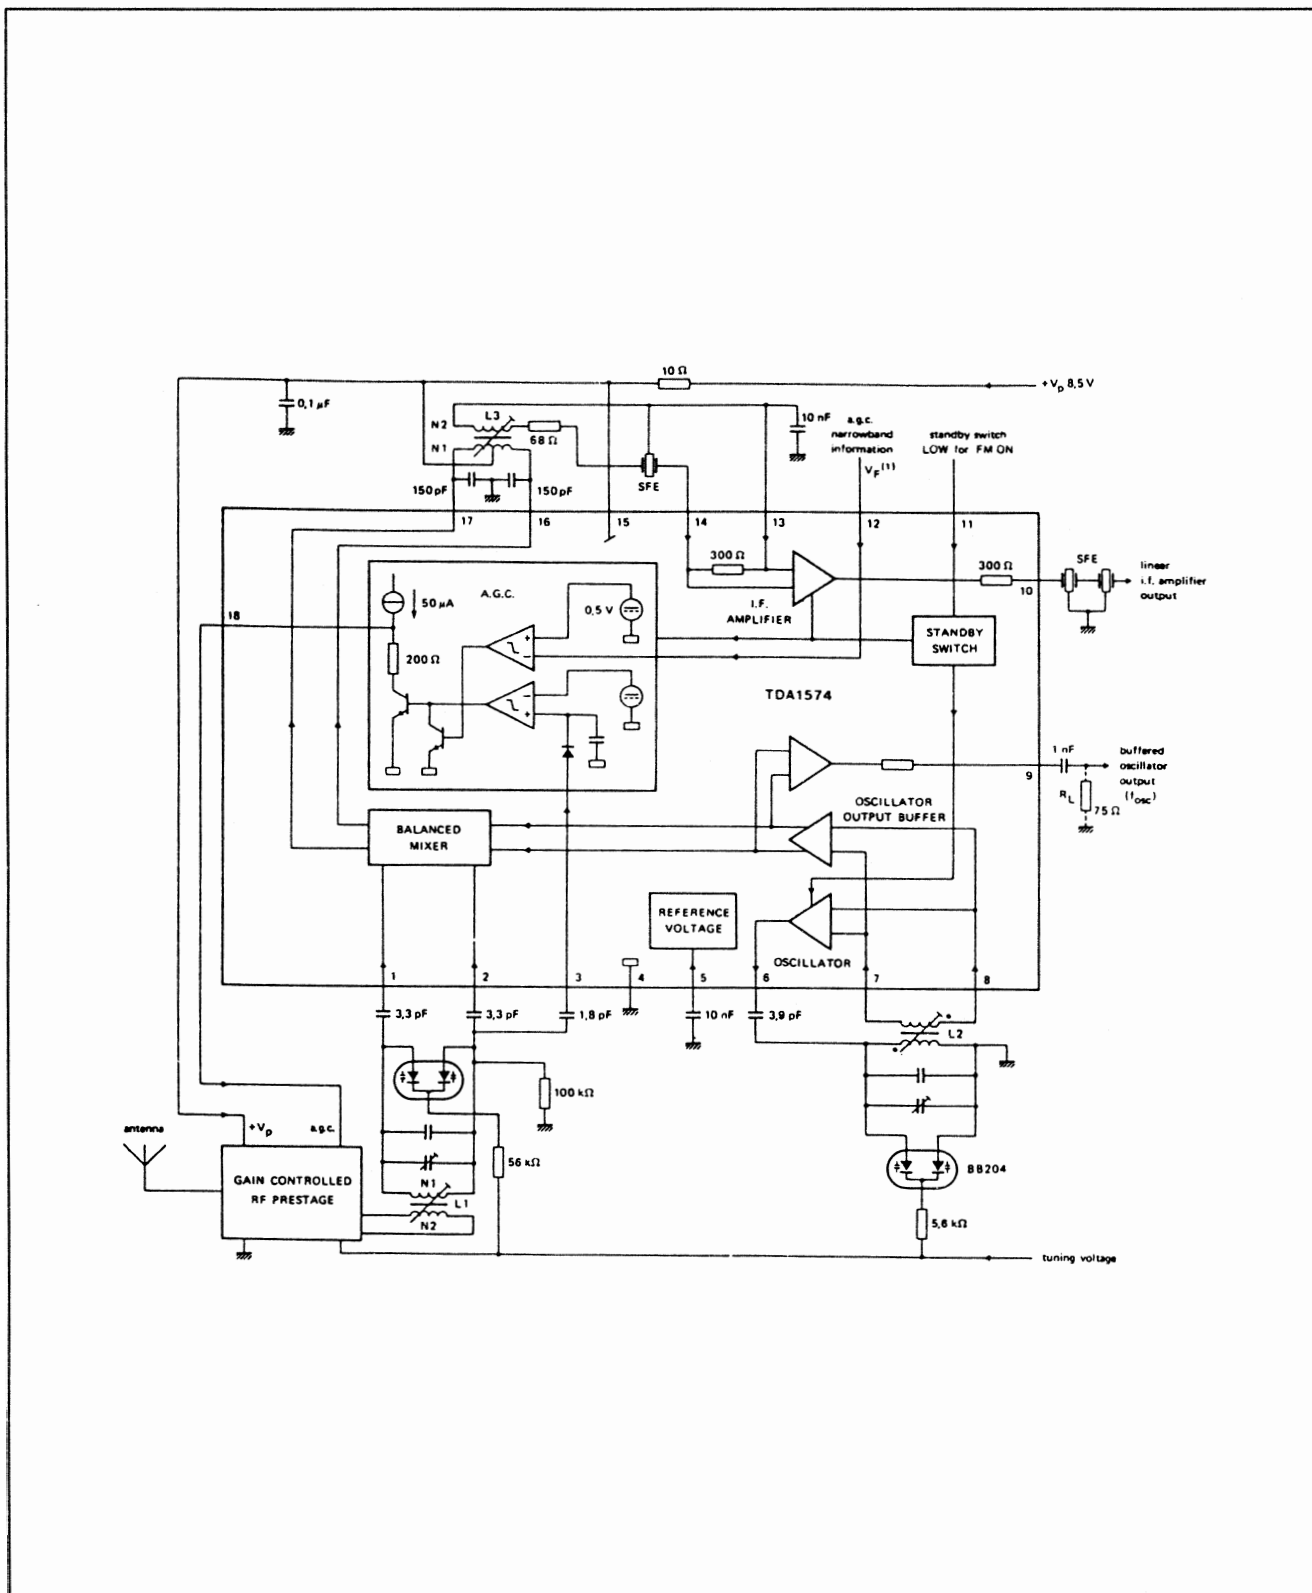 10 Ω
+Vp 8,5 V
0,1 µF
N2
L3
N1
68 Ω
SFE
10 nF
a.g.c.
narrowband
information
VF(1)
standby switch
LOW for FM ON
150 pF
150 pF
17
16
15
14
13
12
11
300 Ω
I.F.
AMPLIFIER
300 Ω
10
SFE
linear
i.f. amplifier
output
18
50 µA
A.G.C.
0,5 V
200 Ω
+
−
−
+
STANDBY
SWITCH
TDA1574
1 nF
9
buffered
oscillator
output
(fosc)
RL
75 Ω
OSCILLATOR
OUTPUT BUFFER
BALANCED
MIXER
REFERENCE
VOLTAGE
OSCILLATOR
1
2
3
4
5
6
7
8
3,3 pF
3,3 pF
1,8 pF
10 nF
3,9 pF
L2
100 kΩ
antenna
+Vp
a.g.c.
56 kΩ
GAIN CONTROLLED
RF PRESTAGE
N1
L1
N2
BB204
5,6 kΩ
tuning voltage